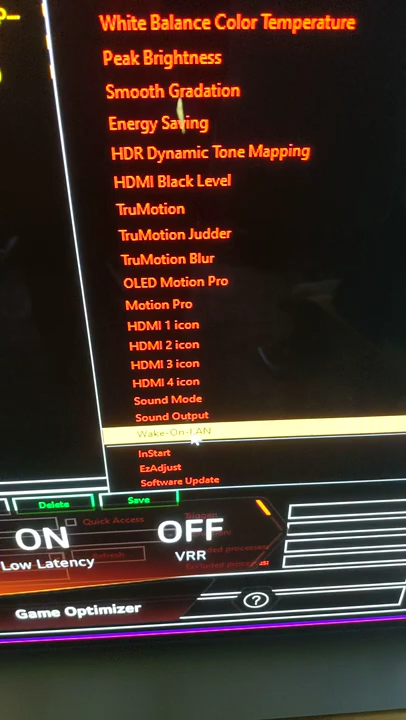 White Balance Color Temperature
Peak Brightness
Smooth Gradation
Energy Saving
HDR Dynamic Tone Mapping
HDMI Black Level
TruMotion
TruMotion Judder
TruMotion Blur
OLED Motion Pro
Motion Pro
HDMI 1 icon
HDMI 2 icon
HDMI 3 icon
HDMI 4 icon
Sound Mode
Sound Output
Wake-On-LAN
InStart
EzAdjust
Software Update
Delete Save
Quick Access
ON OFF
Low Latency VRR
Game Optimizer ?